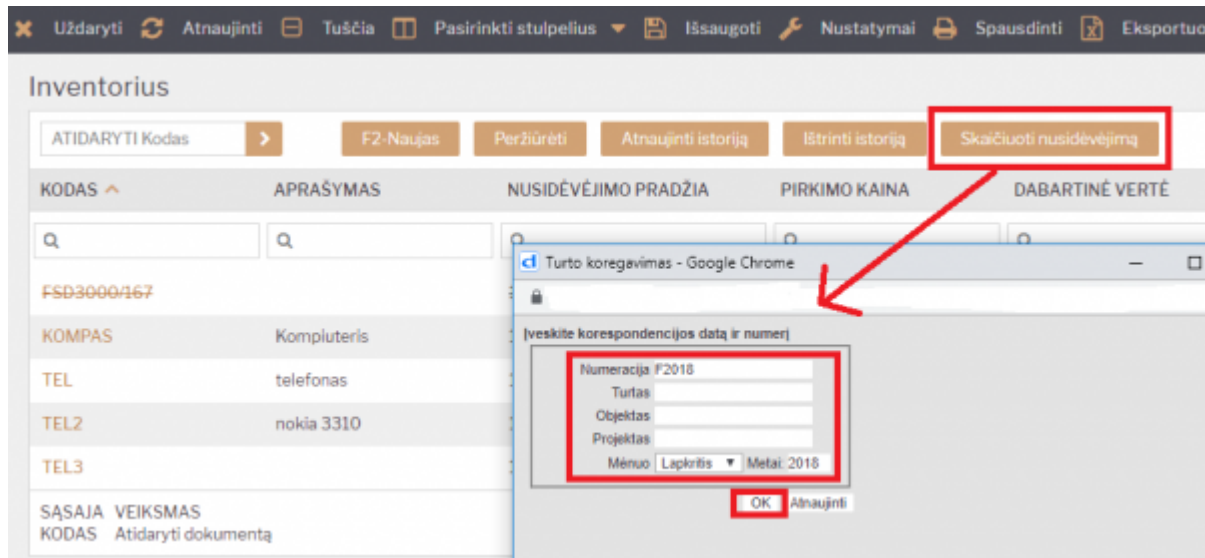 Uždaryti Atnaujinti Tuščia Pasirinkti stulpelius Išsaugoti Nustatymai Spausdinti Eksportuo
Inventorius
ATIDARYTI Kodas F2-Naujas Peržiūrėti Atnaujinti istoriją Ištrinti istoriją Skaičiuoti nusidėvėjimą
KODAS APRAŠYMAS NUSIDĖVĖJIMO PRADŽIA PIRKIMO KAINA DABARTINĖ VERTĖ
Turto koregavimas - Google Chrome
FSD3000/167
Įveskite korespondencijos datą ir numerį
KOMPAS Kompiuteris
Numeracija F2018
TEL telefonas
Turtas
Objektas
TEL2 nokia 3310
Projektas
TEL3
Mėnuo Lapkritis Metai: 2018
OK Atnaujinti
SĄSAJA VEIKSMAS
KODAS Atidaryti dokumentą